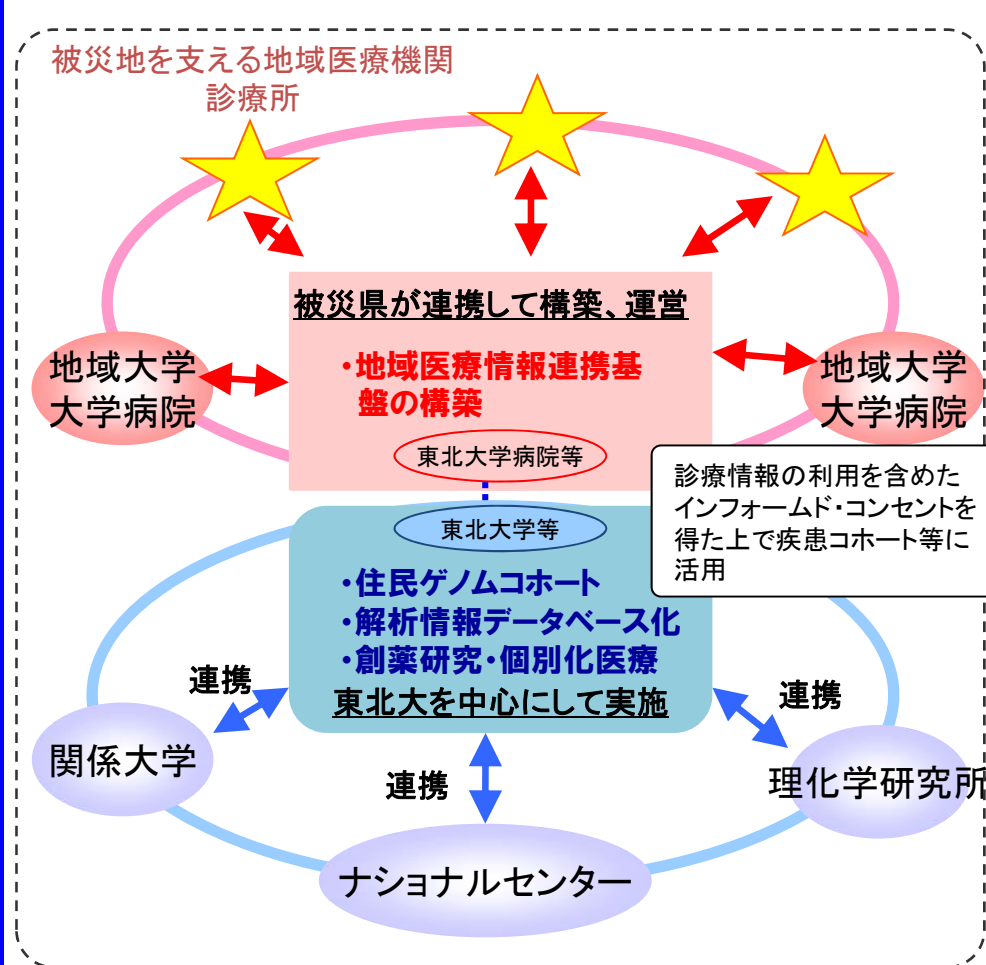 被災地を支える地域医療機関
診療所
被災県が連携して構築、運営
・地域医療情報連携基
盤の構築
地域大学
大学病院
地域大学
大学病院
東北大学病院等
診療情報の利用を含めた
インフォームド・コンセントを
得た上で疾患コホート等に
活用
東北大学等
・住民ゲノムコホート
・解析情報データベース化
・創薬研究・個別化医療
東北大を中心にして実施
連携
連携
関係大学
連携
理化学研究所
ナショナルセンター